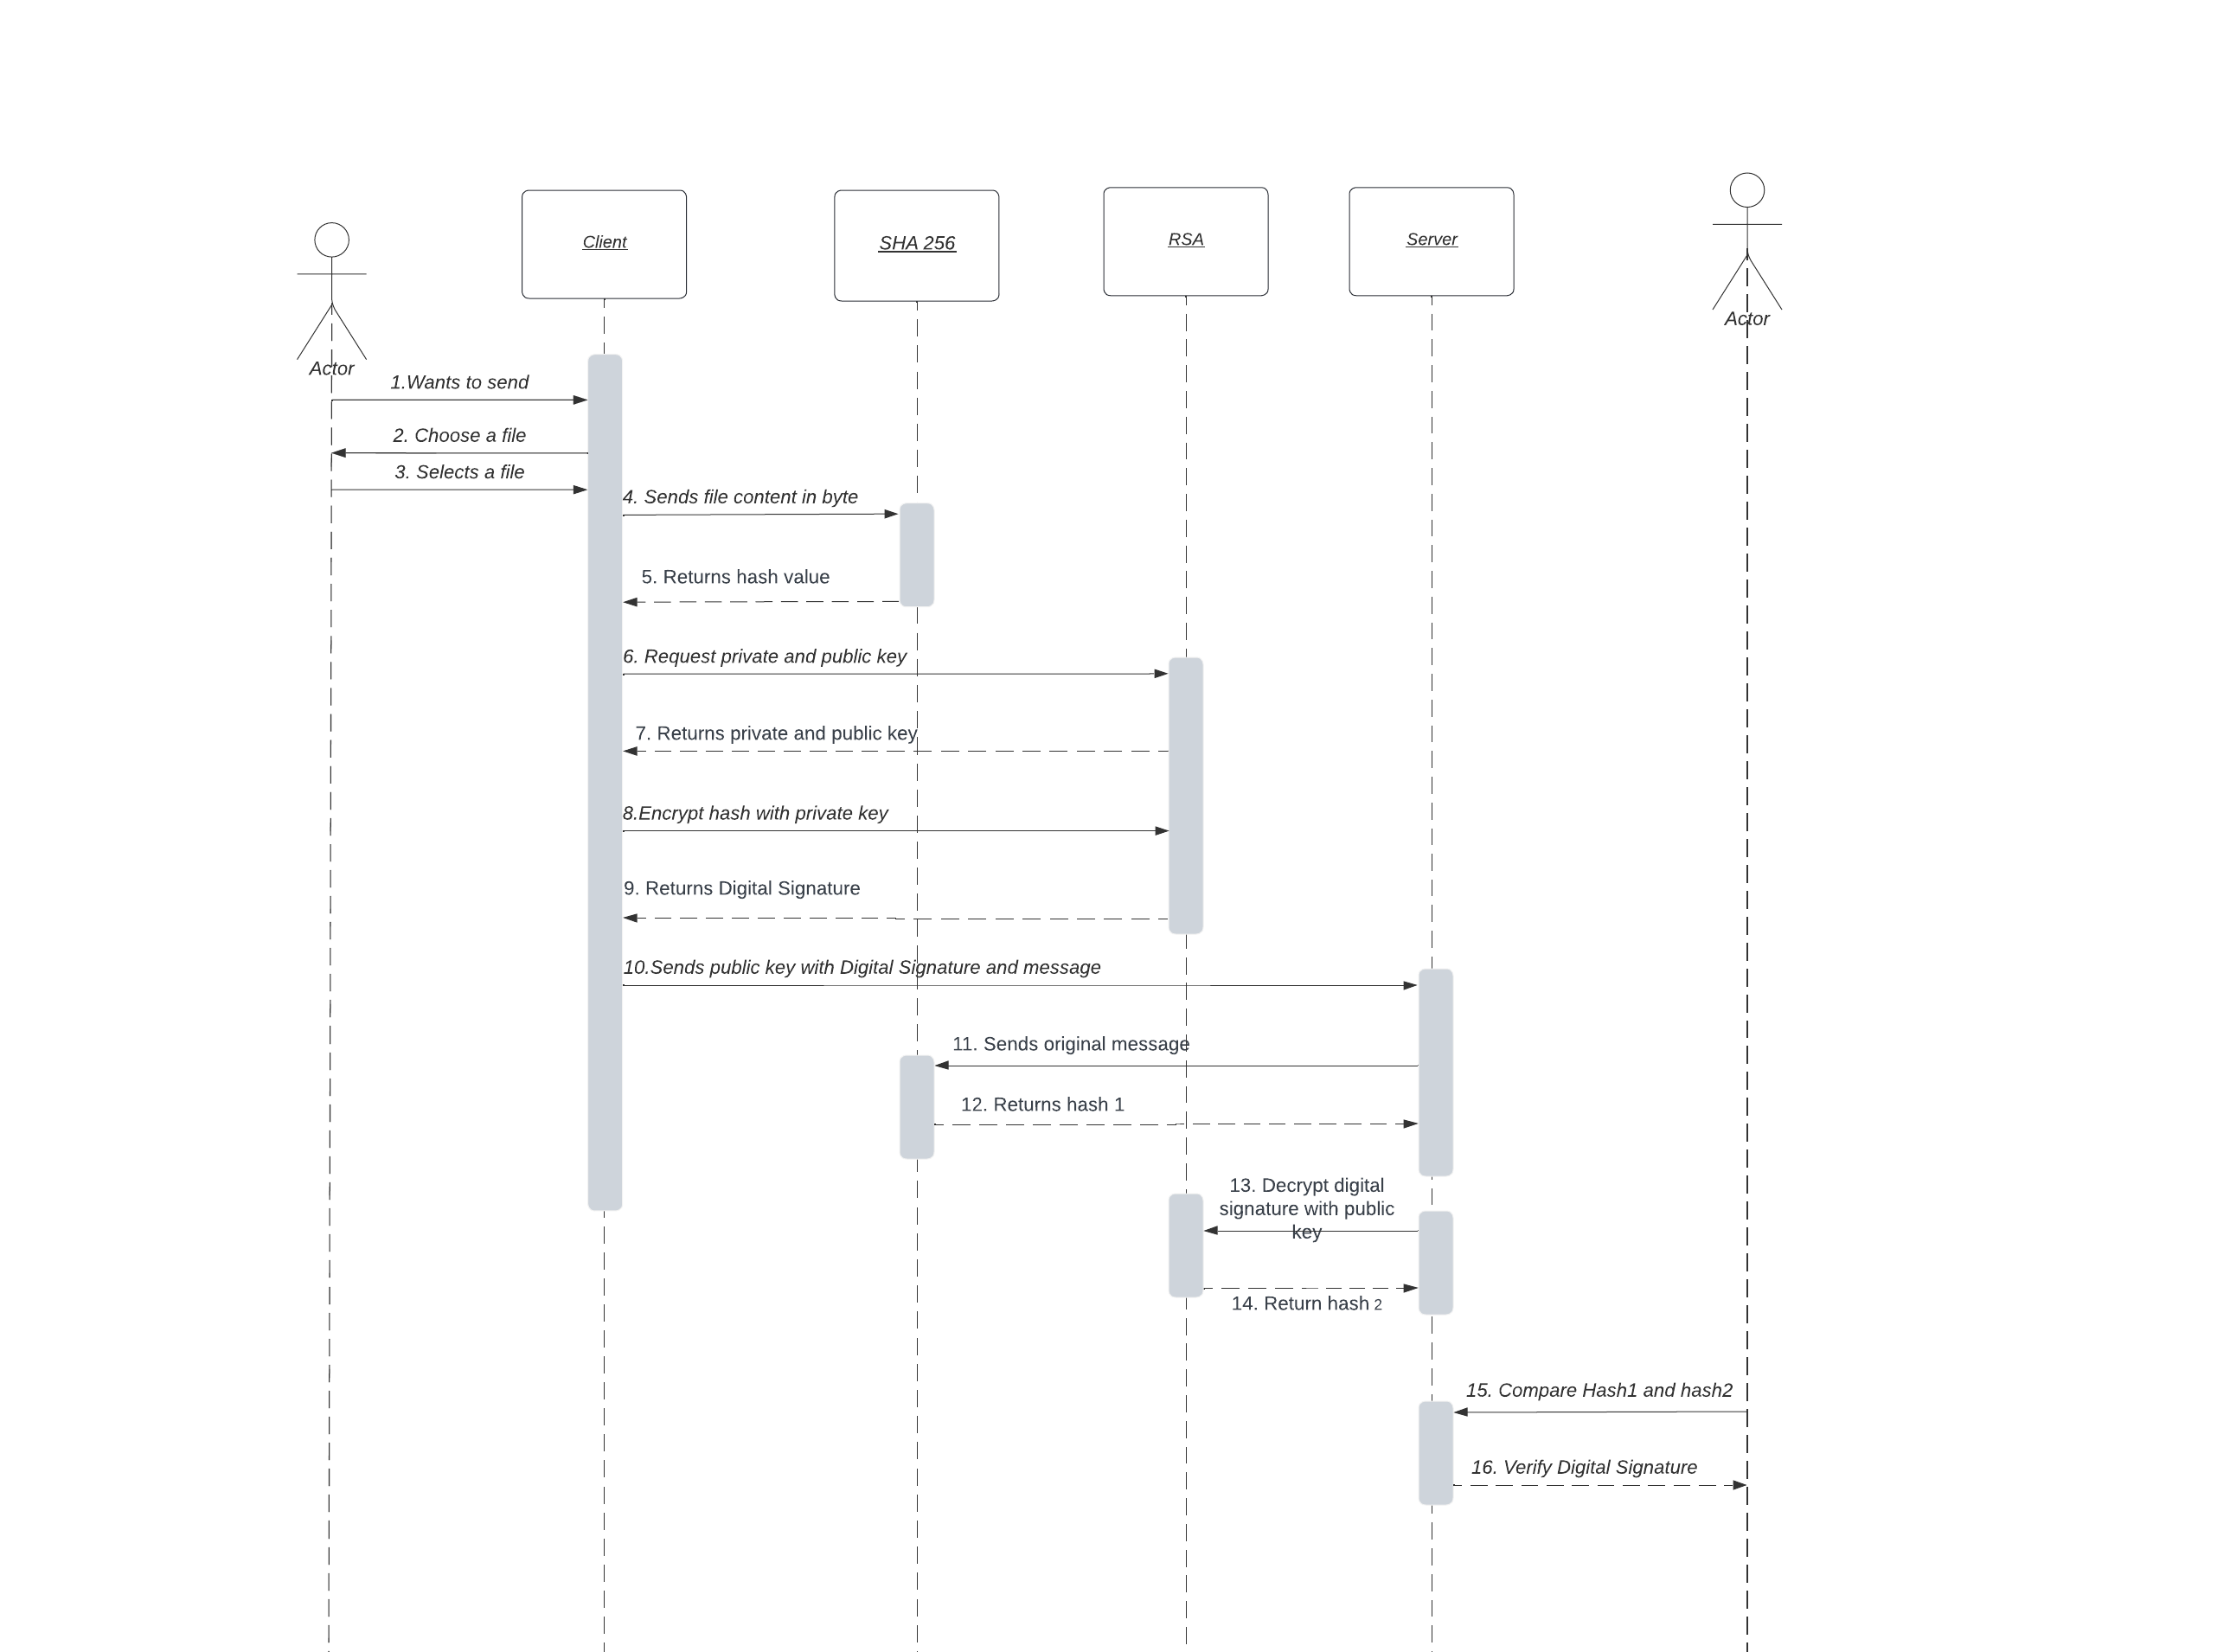 Client
SHA 256
RSA
Server
Actor
Actor
1.Wants to send
2. Choose a file
3. Selects a file
4. Sends file content in byte
5. Returns hash value
6. Request private and public key
7. Returns private and public key
8.Encrypt hash with private key
9. Returns Digital Signature
10.Sends public key with Digital Signature and message
11. Sends original message
12. Returns hash 1
13. Decrypt digital
signature with public
key
14. Return hash 2
15. Compare Hash1 and hash2
16. Verify Digital Signature